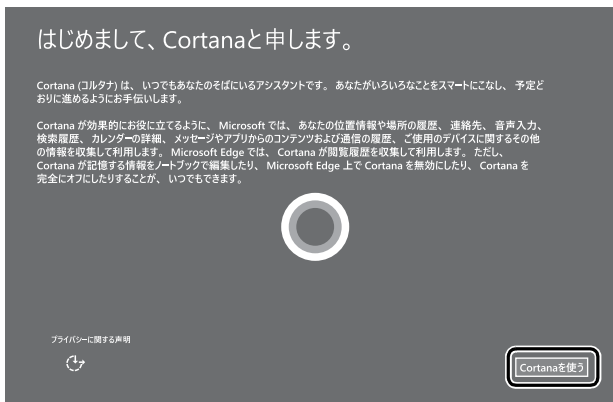 はじめまして、Cortanaと申します。
Cortana (コルタナ) は、いつでもあなたのそばにいるアシスタントです。あなたがいろいろなことをスマートにこなし、予定ど
おりに進めるようにお手伝いします。
Cortana が効果的にお役に立てるように、Microsoft では、あなたの位置情報や場所の履歴、連絡先、音声入力、
検索履歴、カレンダーの詳細、メッセージやアプリからのコンテンツおよび通信の履歴、ご使用のデバイスに関するその他
の情報を収集して利用します。Microsoft Edge では、Cortana が閲覧履歴を収集して利用します。ただし、
Cortana が記憶する情報をノートブックで編集したり、Microsoft Edge 上で Cortana を無効にしたり、Cortana を
完全にオフにしたりすることが、いつでもできます。
プライバシーに関する声明
Cortanaを使う